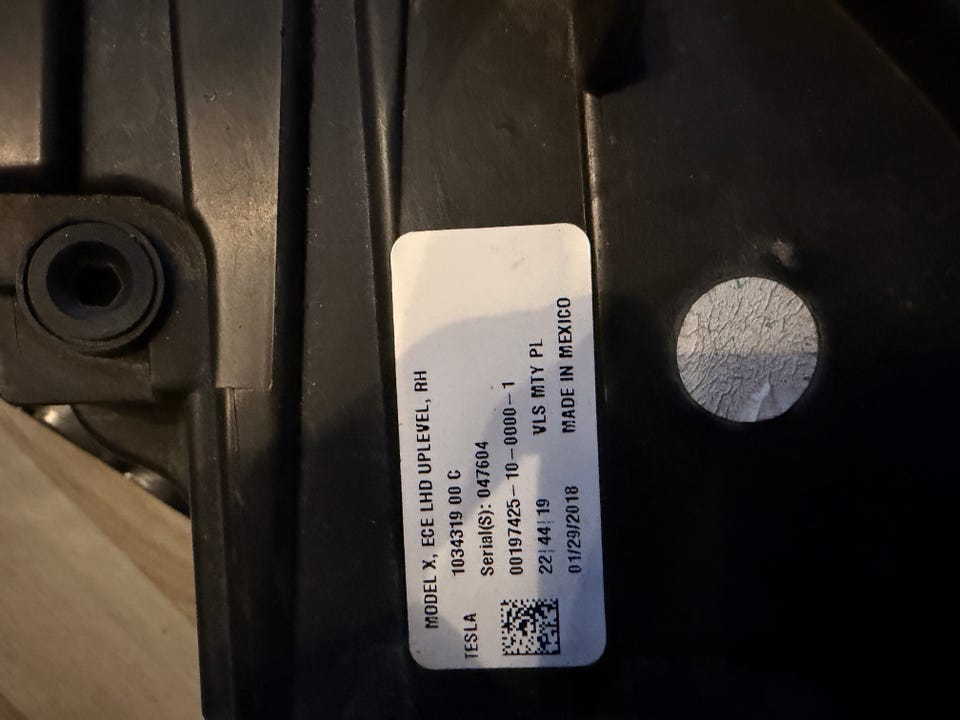 MODEL X, ECE LHD UPLEVEL, RH
1034319 00 C
TESLA
Serial(S): 047604
00197425-10-0000-1
22:44:19 VLS MTY PL
01/29/2018 MADE IN MEXICO